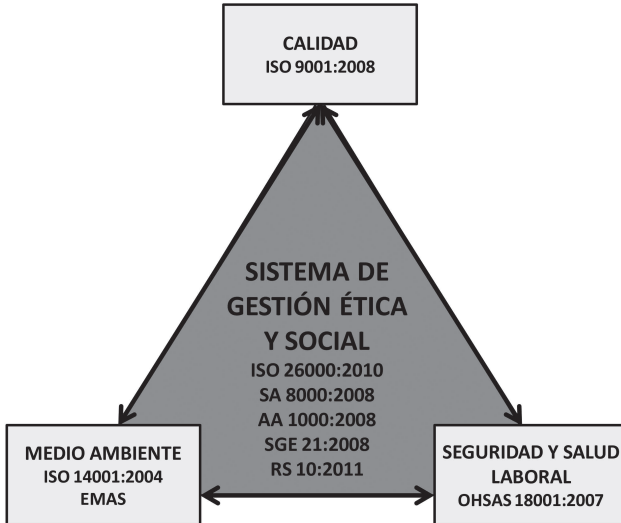 CALIDAD
ISO 9001:2008
SISTEMA DE
GESTIÓN ÉTICA
Y SOCIAL
ISO 26000:2010
SA 8000:2008
AA 1000:2008
SGE 21:2008
RS 10:2011
MEDIO AMBIENTE
ISO 14001:2004
EMAS
SEGURIDAD Y SALUD
LABORAL
OHSAS 18001:2007